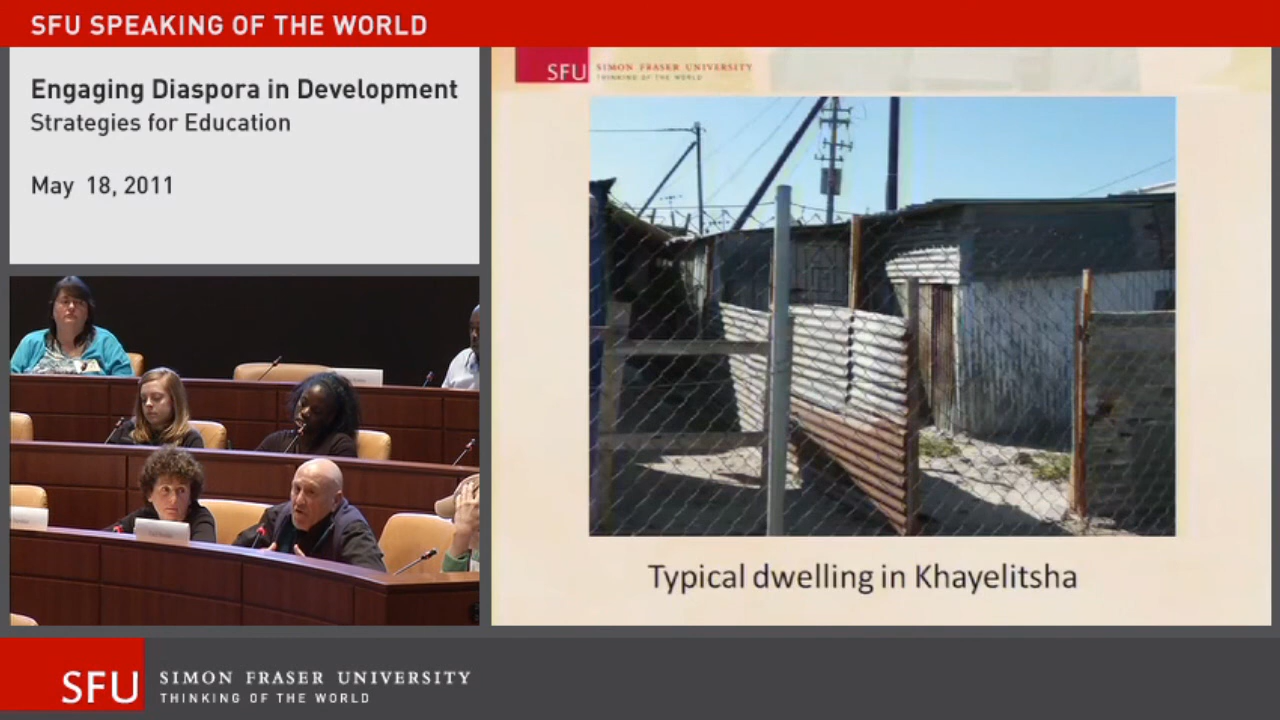 SFU SPEAKING OF THE WORLD
Engaging Diaspora in Development
Strategies for Education
May 18, 2011
SFU
SIMON FRASER UNIVERSITY
THINKING OF THE WORLD
Typical dwelling in Khayelitsha
SFU
SIMON FRASER UNIVERSITY
THINKING OF THE WORLD